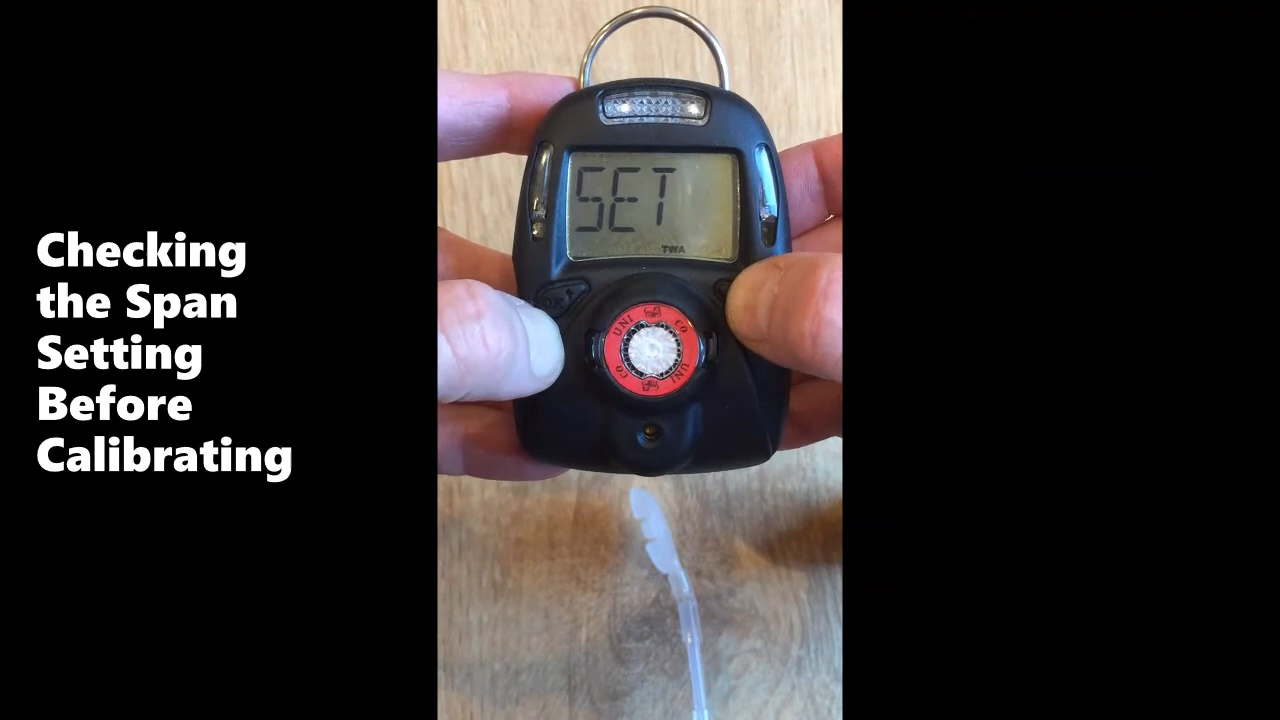 Checking
the Span
Setting
Before
Calibrating
SET
TWA
UNI
CO
UNI
CO